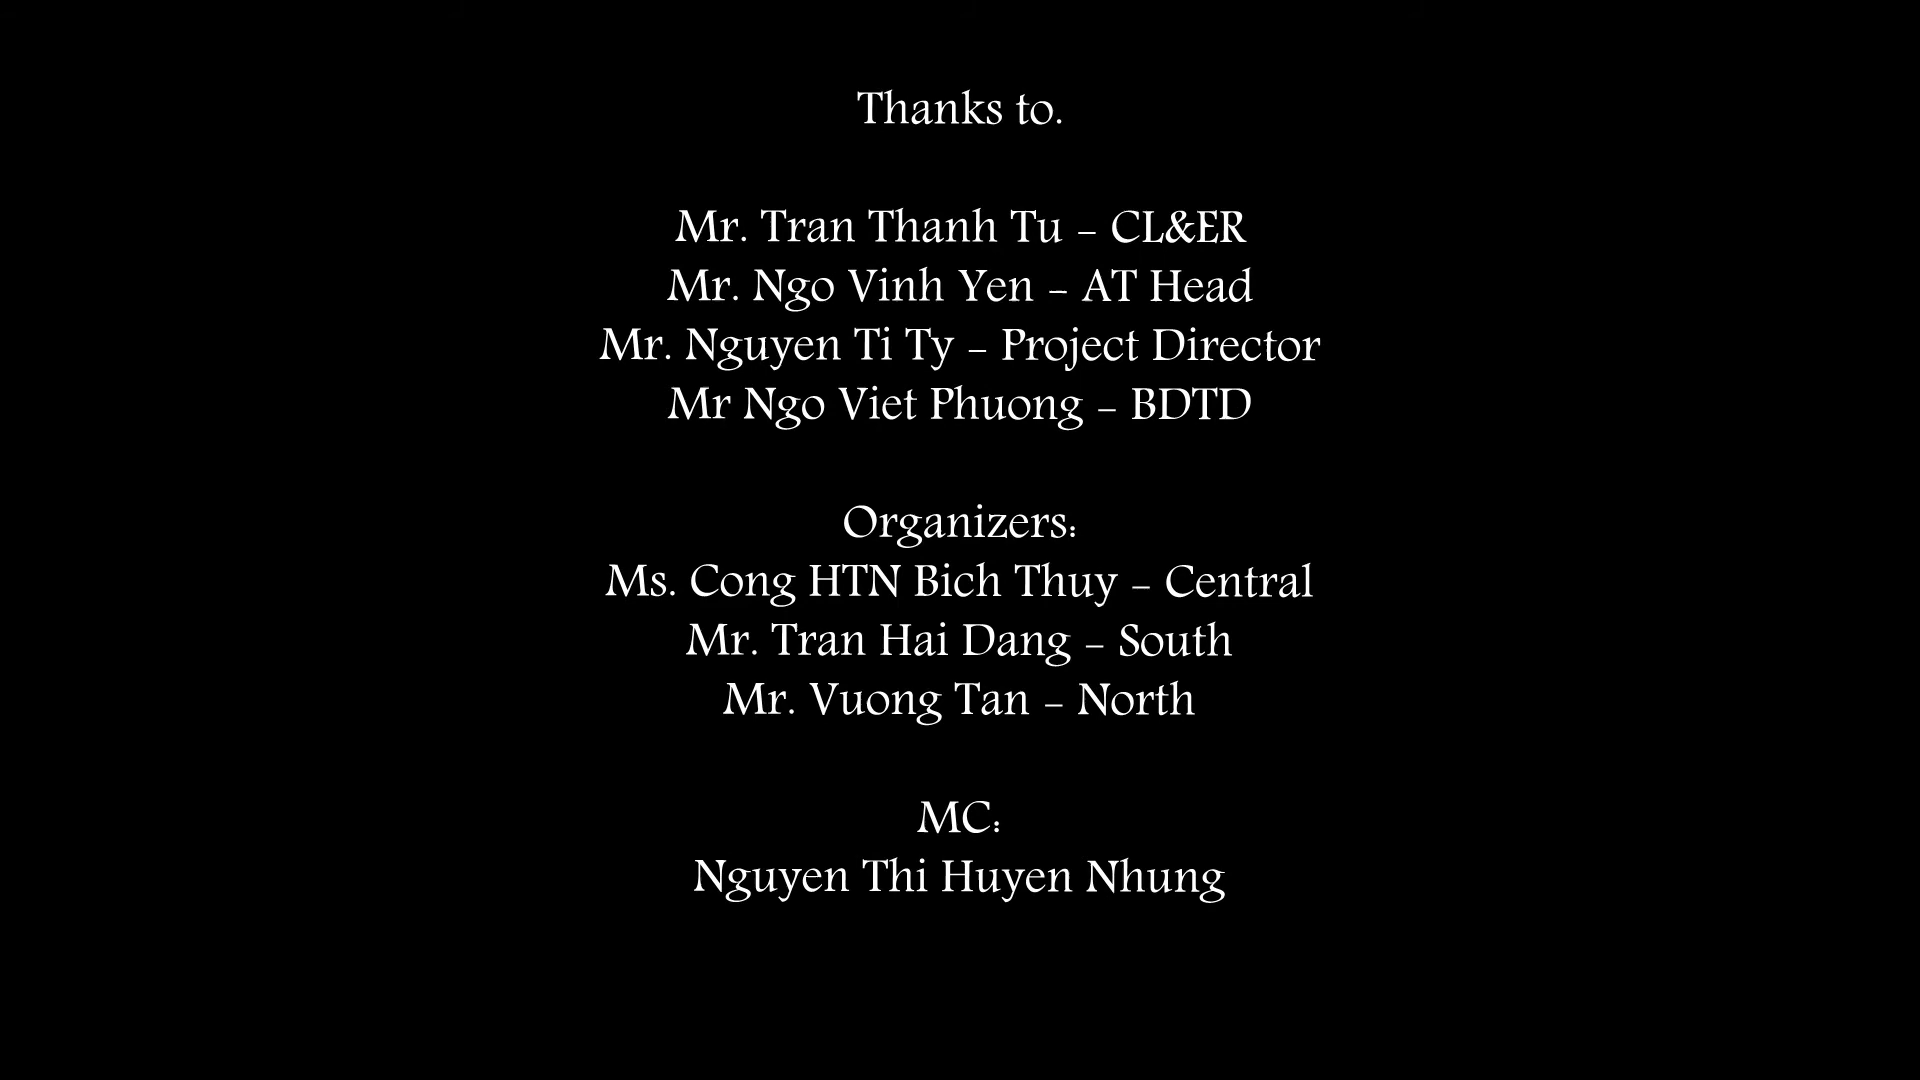 Thanks to.
Mr. Tran Thanh Tu - CL&ER
Mr. Ngo Vinh Yen - AT Head
Mr. Nguyen Ti Ty - Project Director
Mr Ngo Viet Phuong - BDTD
Organizers:
Ms. Cong HTN Bich Thuy - Central
Mr. Tran Hai Dang - South
Mr. Vuong Tan - North
MC:
Nguyen Thi Huyen Nhung